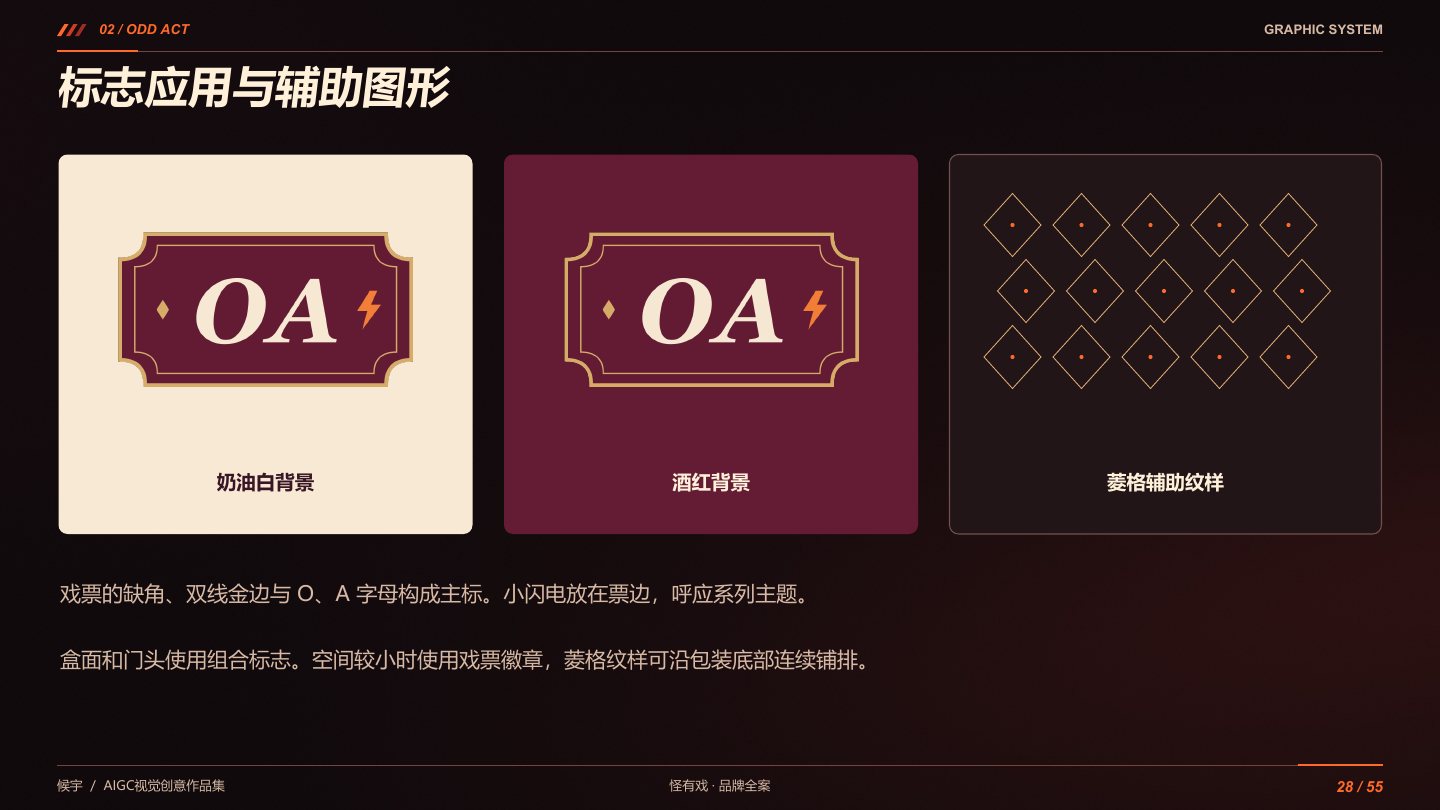 02 / ODD ACT
GRAPHIC SYSTEM
标志应用与辅助图形
OA
OA
奶油白背景
酒红背景
菱格辅助纹样
戏票的缺角、双线金边与 O、A 字母构成主标。小闪电放在票边，呼应系列主题。
盒面和门头使用组合标志。空间较小时使用戏票徽章，菱格纹样可沿包装底部连续铺排。
候宇 / AIGC视觉创意作品集
怪有戏 · 品牌全案
28 / 55